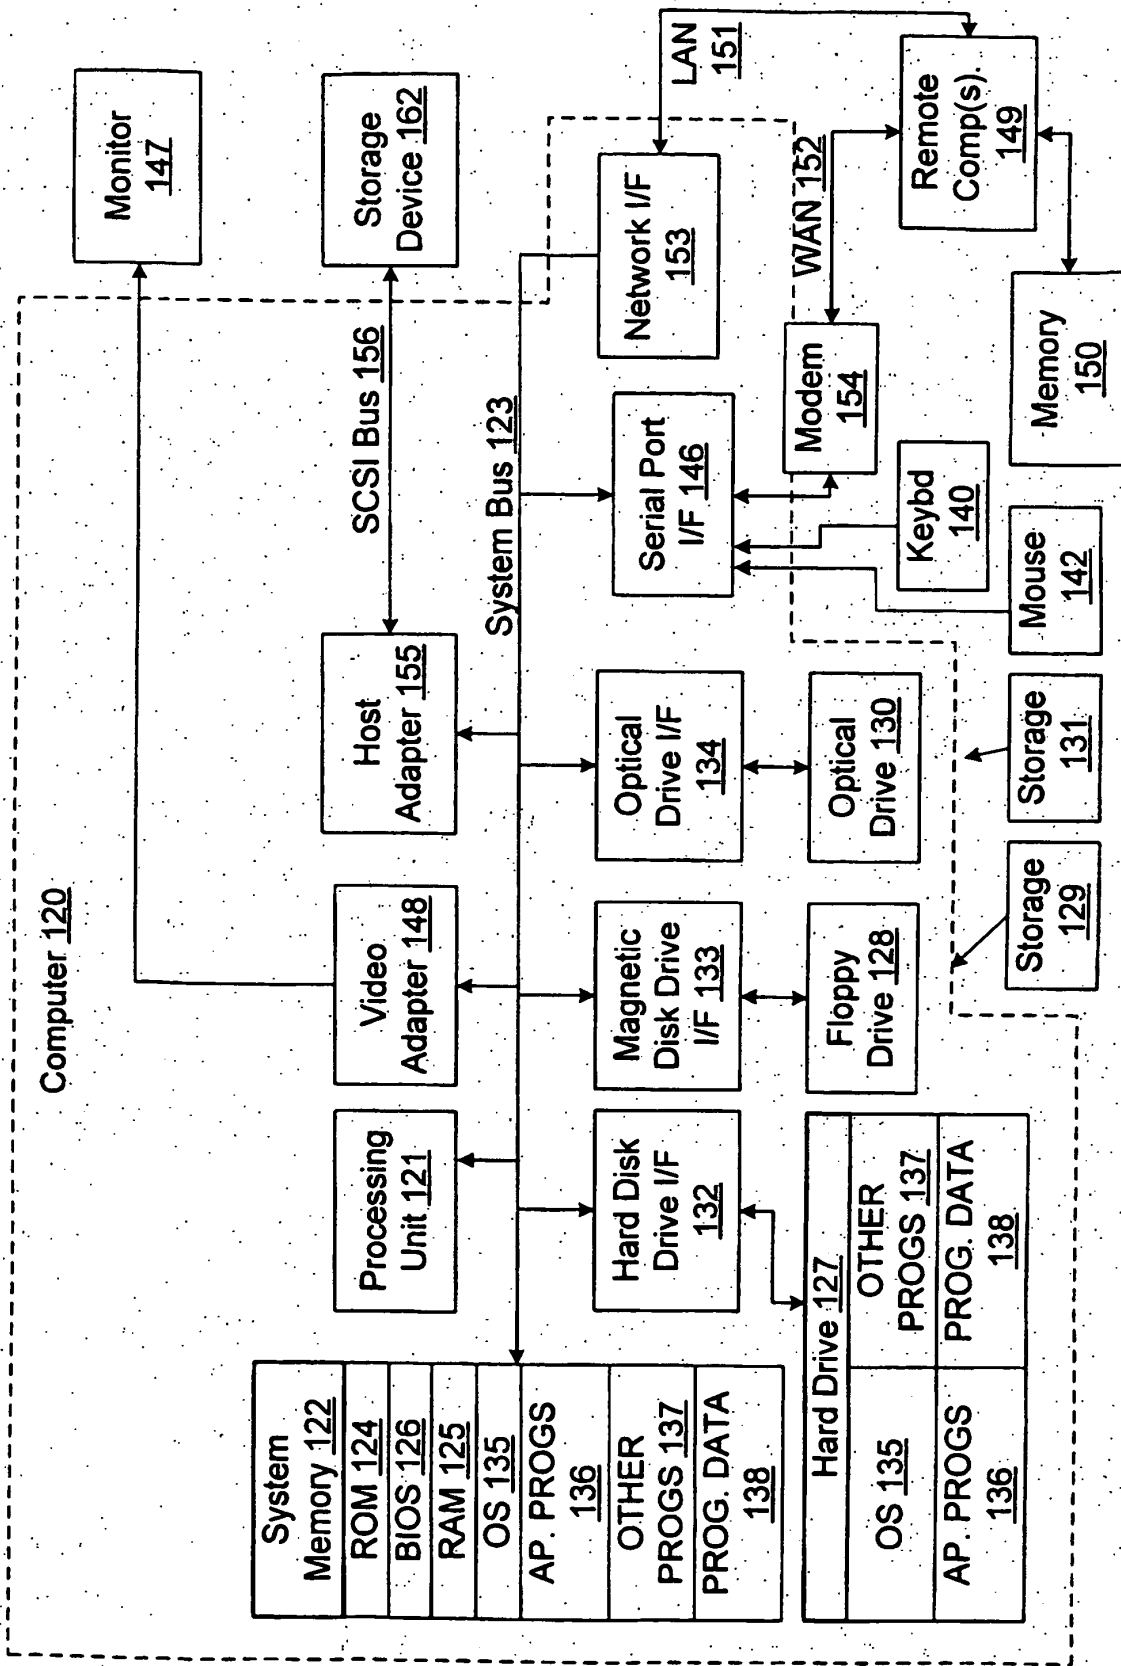 Computer 120
Monitor
147
System
Memory 122
ROM 124
BIOS 126
RAM 125
OS 135
AP. PROGS
136
OTHER
PROGS 137
PROG. DATA
138
Processing
Unit 121
Video
Adapter 148
Host
Adapter 155
SCSI Bus 156
Storage
Device 162
System Bus 123
Hard Disk
Drive I/F
132
Magnetic
Disk Drive
I/F 133
Optical
Drive I/F
134
Serial Port
I/F 146
Network I/F
153
LAN
151
Hard Drive 127
OS 135
OTHER
PROGS 137
AP. PROGS
136
PROG. DATA
138
Floppy
Drive 128
Optical
Drive 130
Modem
154
WAN 152
Remote
Comp(s).
149
Keybd
140
Storage
129
Storage
131
Mouse
142
Memory
150